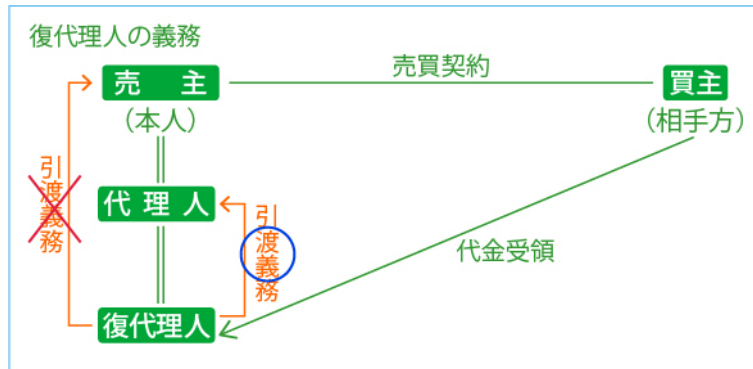 復代理人の義務
売主
売買契約
買主
(本人)
(相手方)
引渡義務
代理人
引渡義務
代金受領
復代理人